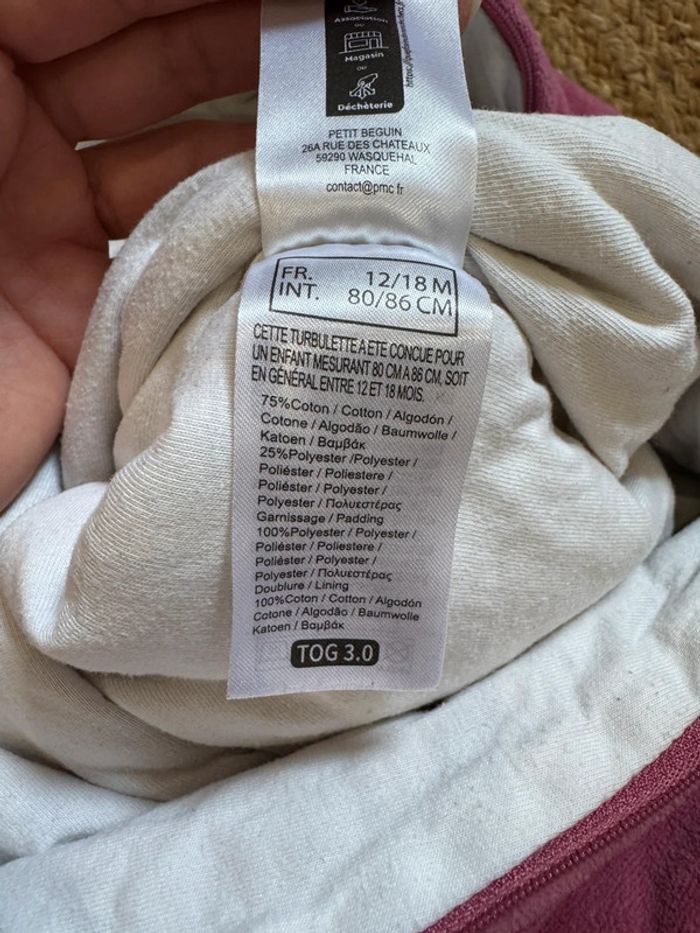 Association
ou
Magasin
ou
Déchèterie
PETIT BEGUIN
26A RUE DES CHATEAUX
59290 WASQUEHAL
FRANCE
contact@pmc.fr
FR. 12/18 M
INT. 80/86 CM
CETTE TURBULETTE A ETE CONCUE POUR
UN ENFANT MESURANT 80 CM A 86 CM, SOIT
EN GÉNÉRAL ENTRE 12 ET 18 MOIS.
75%Coton / Cotton / Algodón /
Cotone / Algodão / Baumwolle /
Katoen / Βαμβάκ
25%Polyester /Polyester /
Poliéster / Poliestere /
Poliéster / Polyester /
Polyester / Πολυεστέρας
Garnissage / Padding
100%Polyester / Polyester /
Poliéster / Poliestere /
Poliéster / Polyester /
Polyester / Πολυεστέρας
Doublure / Lining
100%Coton / Cotton / Algodón
Cotone / Algodão / Baumwolle
Katoen / Βαμβάκ
TOG 3.0